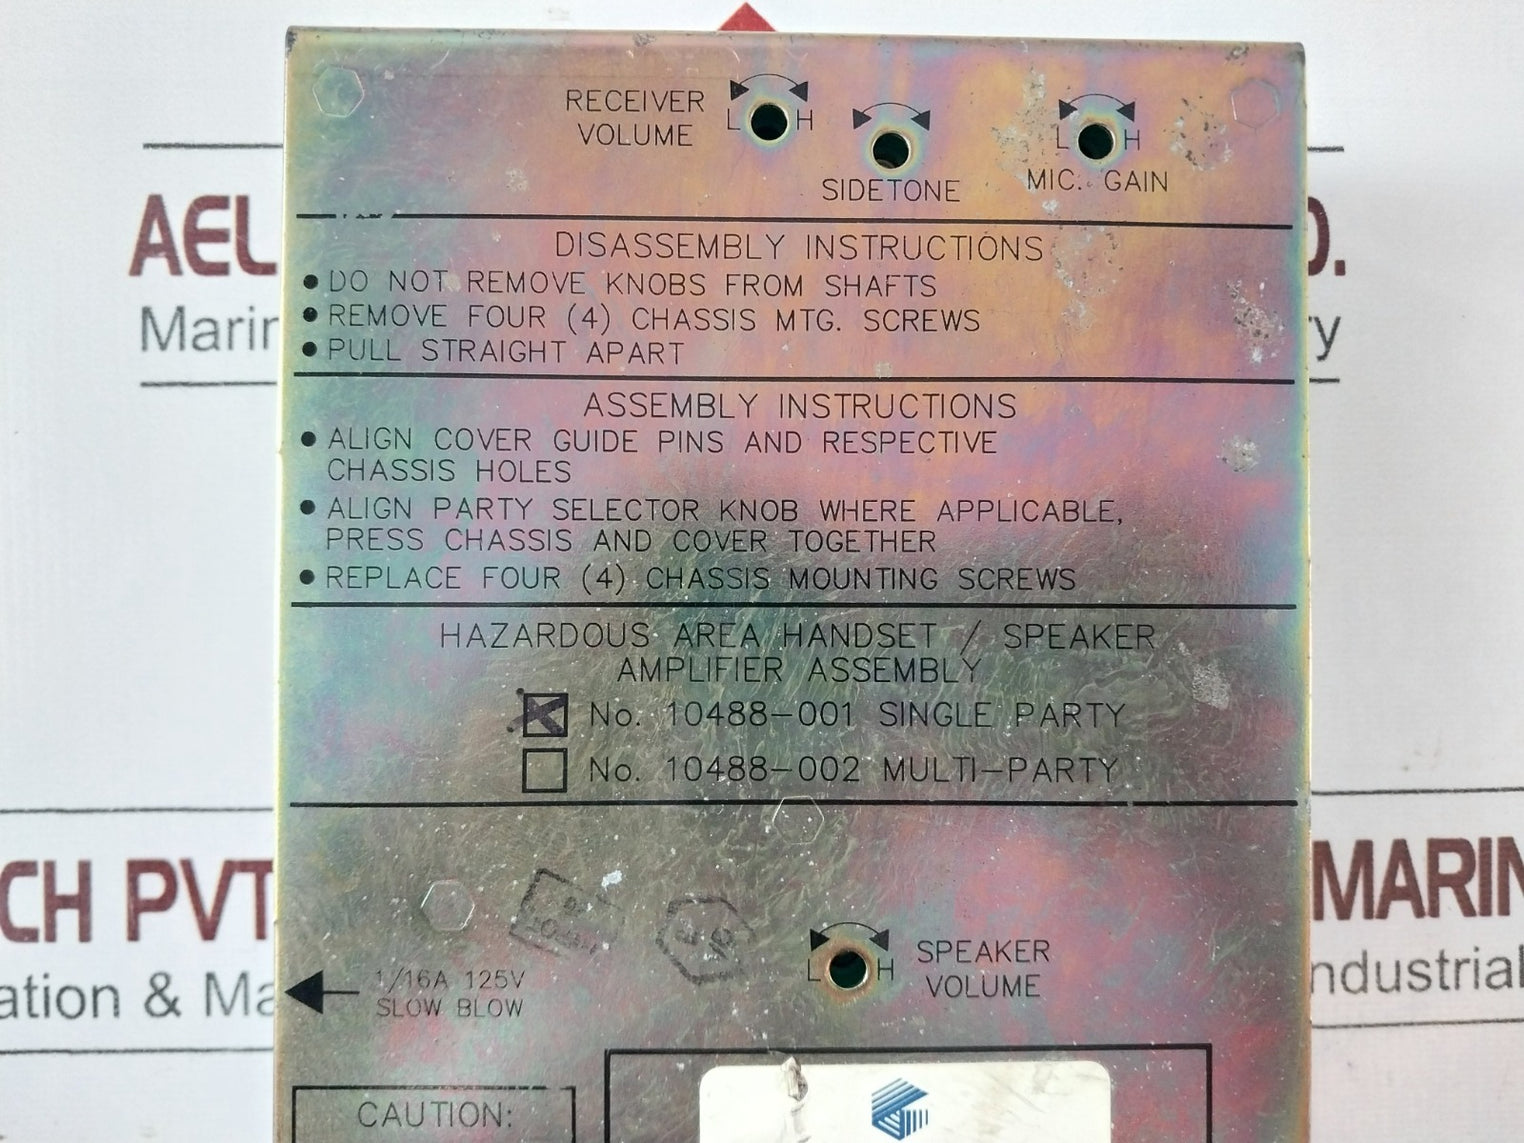 RECEIVER
VOLUME
L H
SIDETONE
L H
MIC. GAIN
DISASSEMBLY INSTRUCTIONS
• DO NOT REMOVE KNOBS FROM SHAFTS
• REMOVE FOUR (4) CHASSIS MTG. SCREWS
• PULL STRAIGHT APART
ASSEMBLY INSTRUCTIONS
• ALIGN COVER GUIDE PINS AND RESPECTIVE
CHASSIS HOLES
• ALIGN PARTY SELECTOR KNOB WHERE APPLICABLE,
PRESS CHASSIS AND COVER TOGETHER
• REPLACE FOUR (4) CHASSIS MOUNTING SCREWS
HAZARDOUS AREA HANDSET / SPEAKER
AMPLIFIER ASSEMBLY
No. 10488-001 SINGLE PARTY
No. 10488-002 MULTI-PARTY
L H
SPEAKER
VOLUME
1/16A 125V
SLOW BLOW
CAUTION:
AEL
D.
Marin
ry
CH PVT
MARIN
ation & Ma
ndustrial